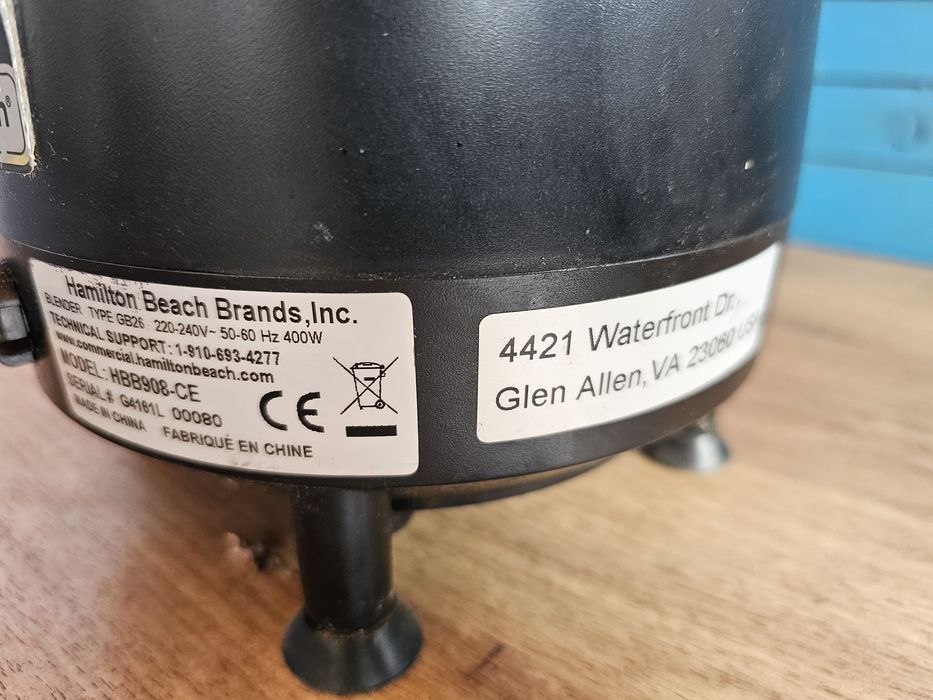 Hamilton Beach Brands,Inc.
BLENDER TYPE GB26 220-240V~ 50-60 Hz 400W
TECHNICAL SUPPORT: 1-910-693-4277
www.commercial.hamiltonbeach.com
MODEL: HBB908-CE
SERIAL# G4161L 00080
CE
MADE IN CHINA FABRIQUÉ EN CHINE
4421 Waterfront Dr.,
Glen Allen, VA 23060 USA